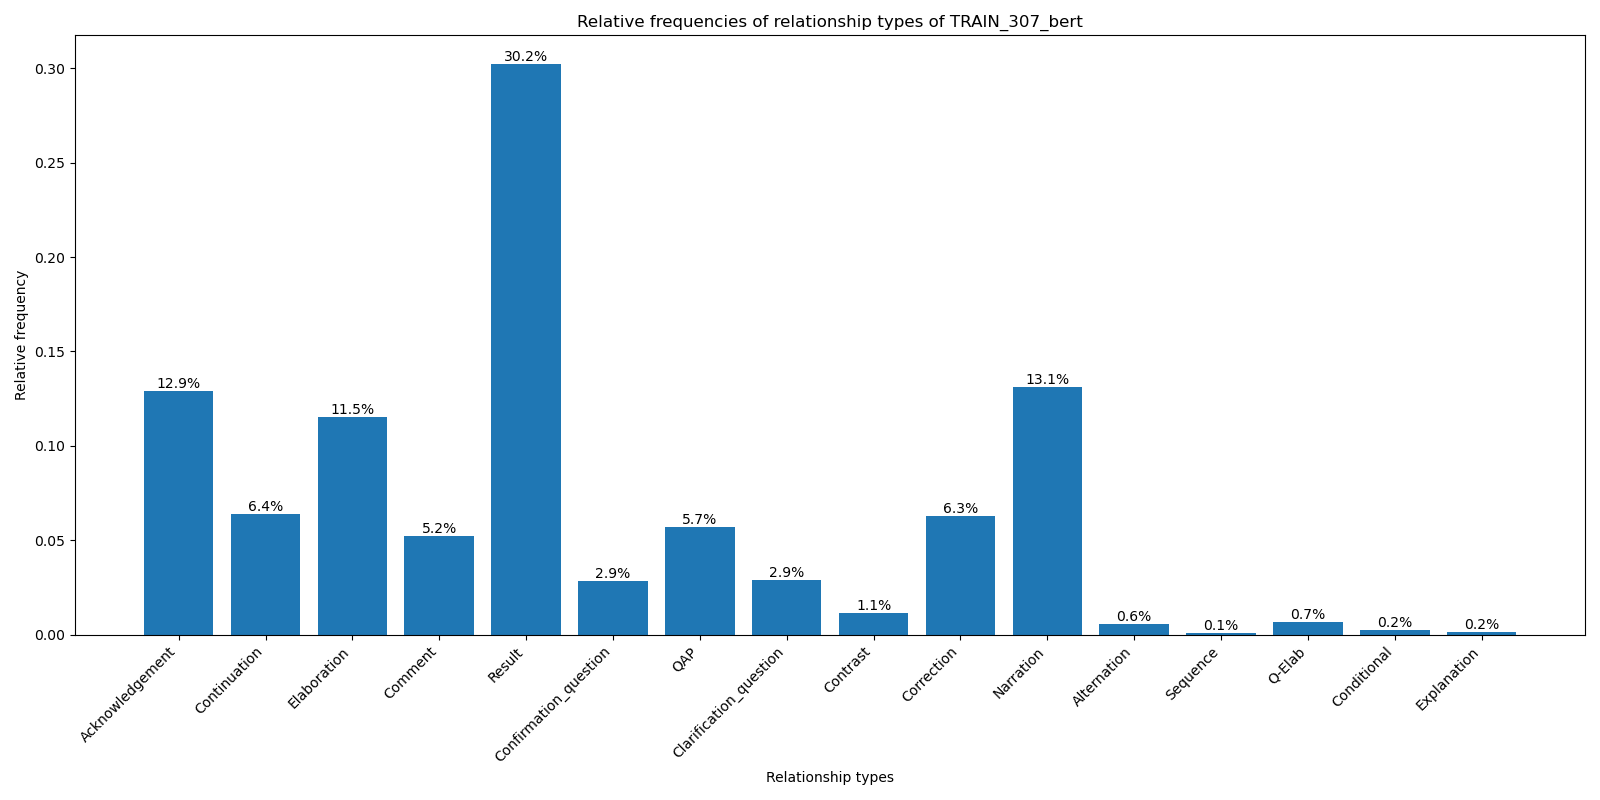 Relative frequencies of relationship types of TRAIN_307_bert
Relative frequency
0.30
0.25
0.20
0.15
0.10
0.05
0.00
12.9%
6.4%
11.5%
5.2%
30.2%
2.9%
5.7%
2.9%
1.1%
6.3%
13.1%
0.6%
0.1%
0.7%
0.2%
0.2%
Acknowledgement
Continuation
Elaboration
Comment
Result
Confirmation_question
QAP
Clarification_question
Contrast
Correction
Narration
Alternation
Sequence
Q-Elab
Conditional
Explanation
Relationship types